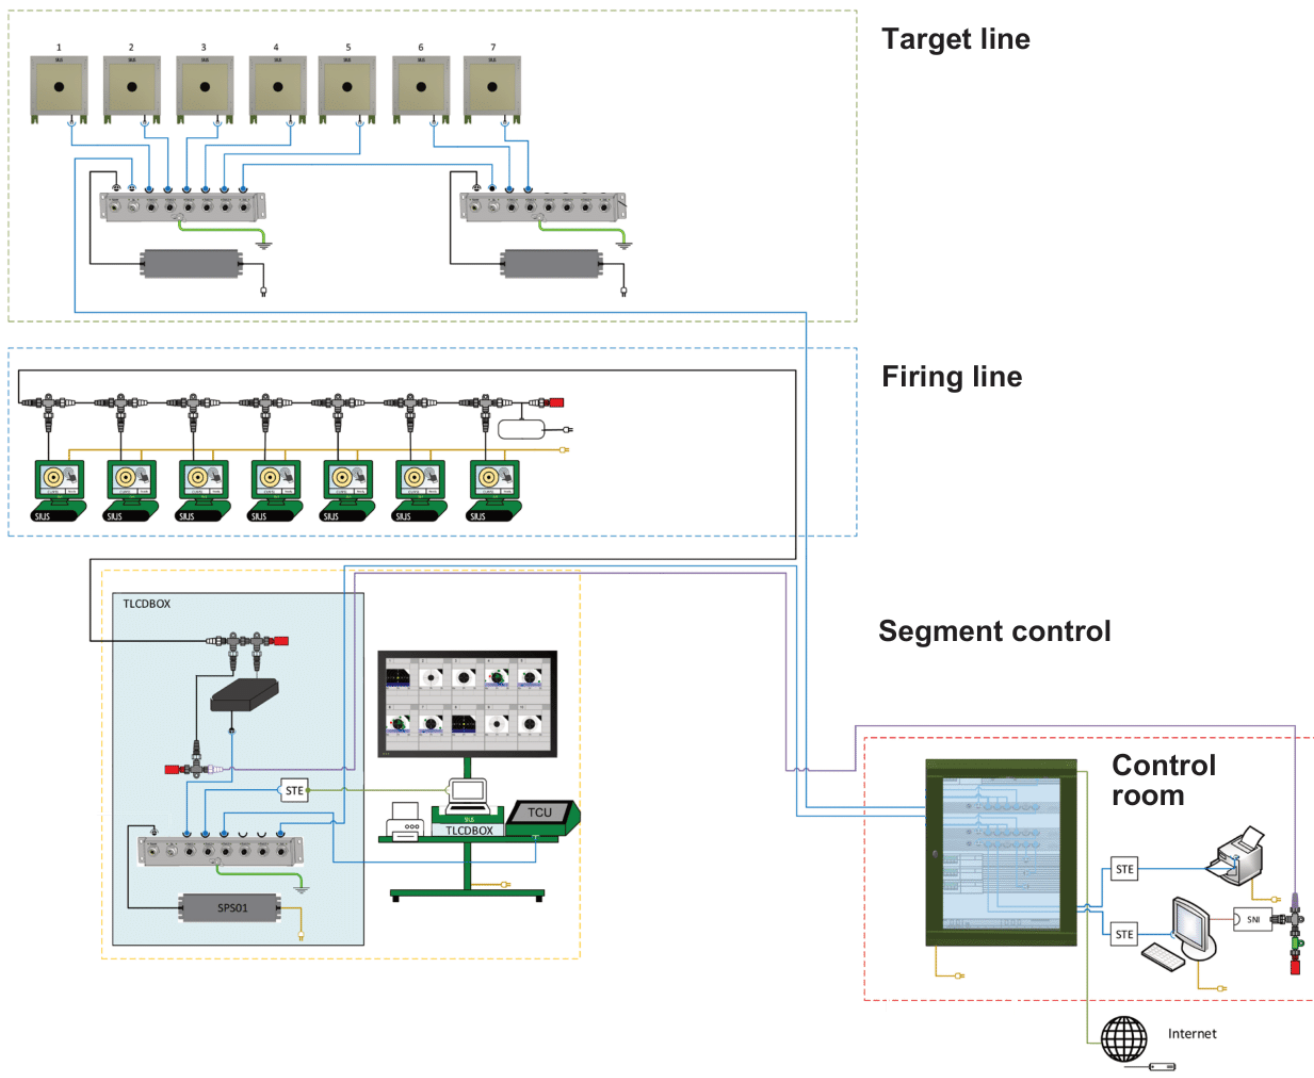 Target line
1 2 3 4 5 6 7
Firing line
SIUS SIUS SIUS SIUS SIUS SIUS SIUS
Segment control
TLCDBOX
STE
SPS01
TCU
SIUS
TLCDBOX
Control
room
STE
STE
SNI
Internet